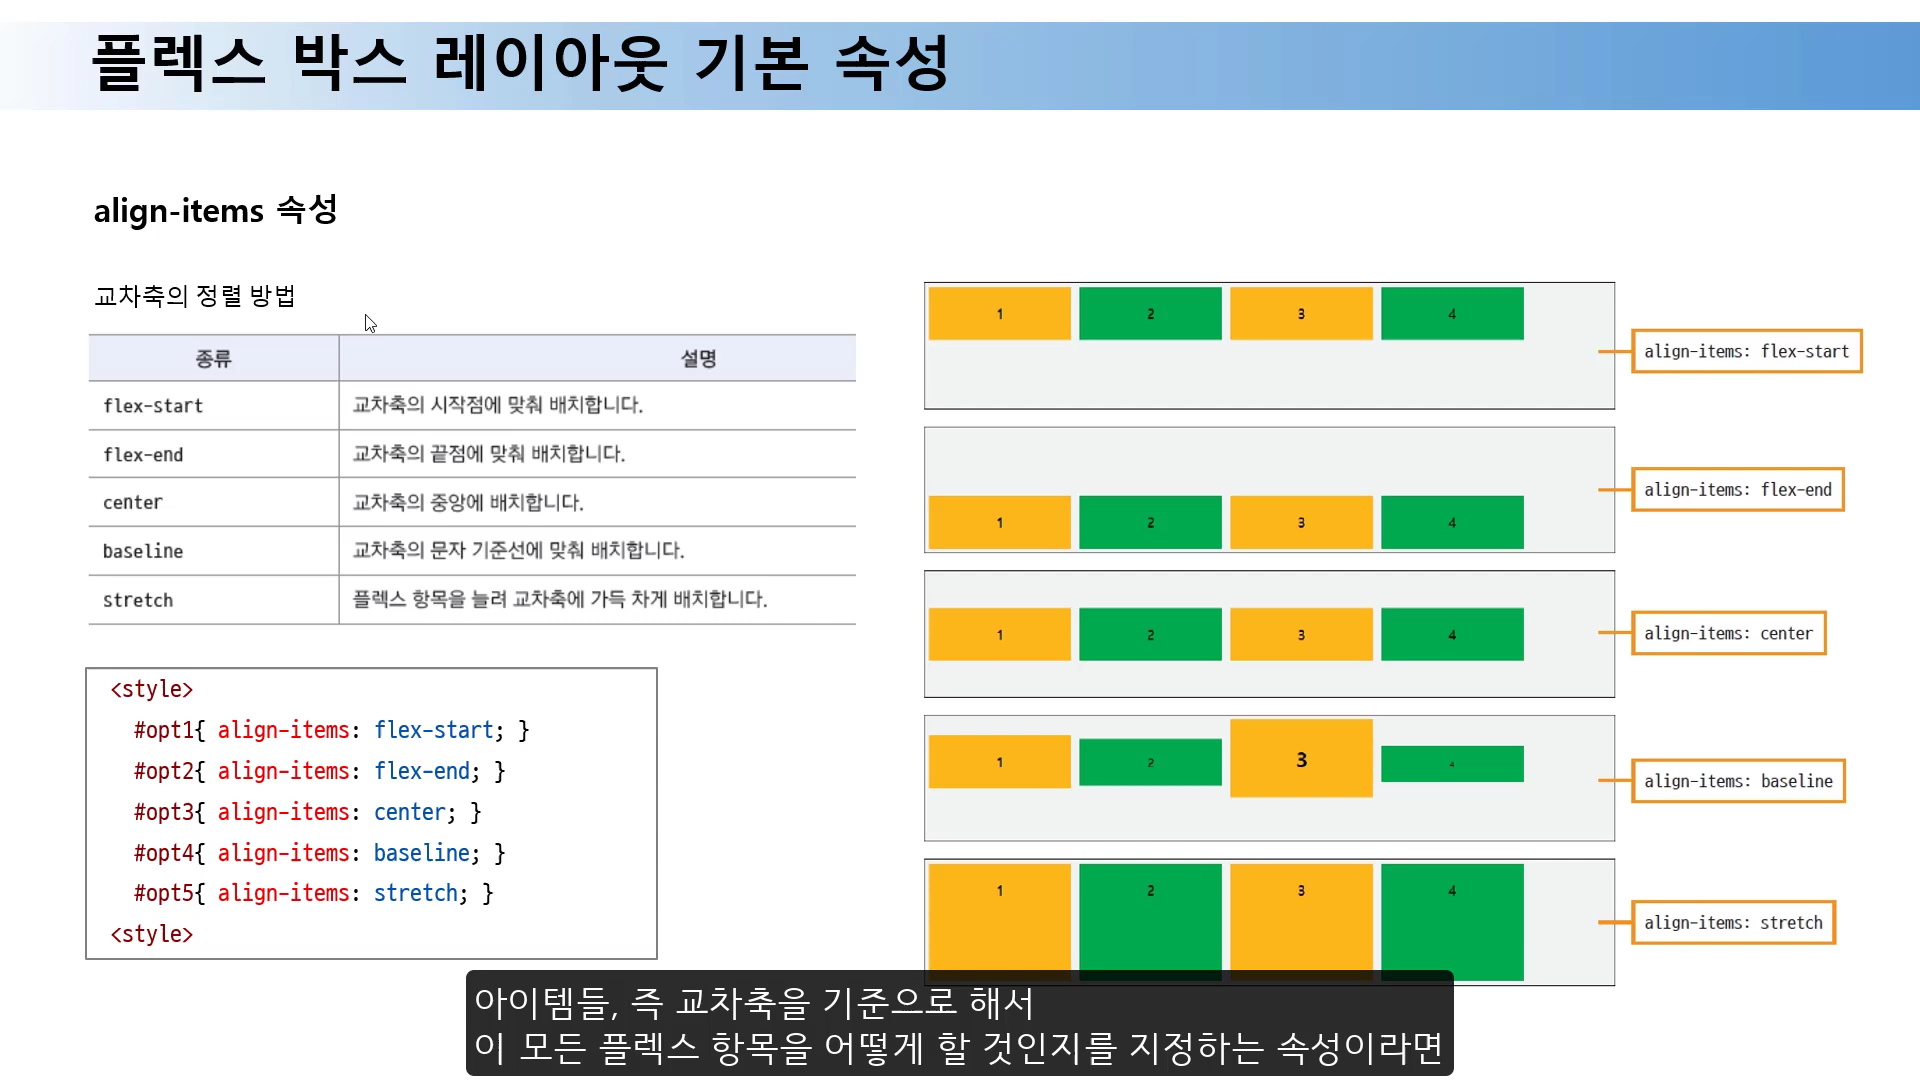 플렉스 박스 레이아웃 기본 속성
align-items 속성
교차축의 정렬 방법
종류 설명
flex-start 교차축의 시작점에 맞춰 배치합니다.
flex-end 교차축의 끝점에 맞춰 배치합니다.
center 교차축의 중앙에 배치합니다.
baseline 교차축의 문자 기준선에 맞춰 배치합니다.
stretch 플렉스 항목을 늘려 교차축에 가득 차게 배치합니다.
<style>
#opt1{ align-items: flex-start; }
#opt2{ align-items: flex-end; }
#opt3{ align-items: center; }
#opt4{ align-items: baseline; }
#opt5{ align-items: stretch; }
<style>
1 2 3 4
align-items: flex-start
1 2 3 4
align-items: flex-end
1 2 3 4
align-items: center
1 2 3 4
align-items: baseline
1 2 3 4
align-items: stretch
아이템들, 즉 교차축을 기준으로 해서
이 모든 플렉스 항목을 어떻게 할 것인지를 지정하는 속성이라면